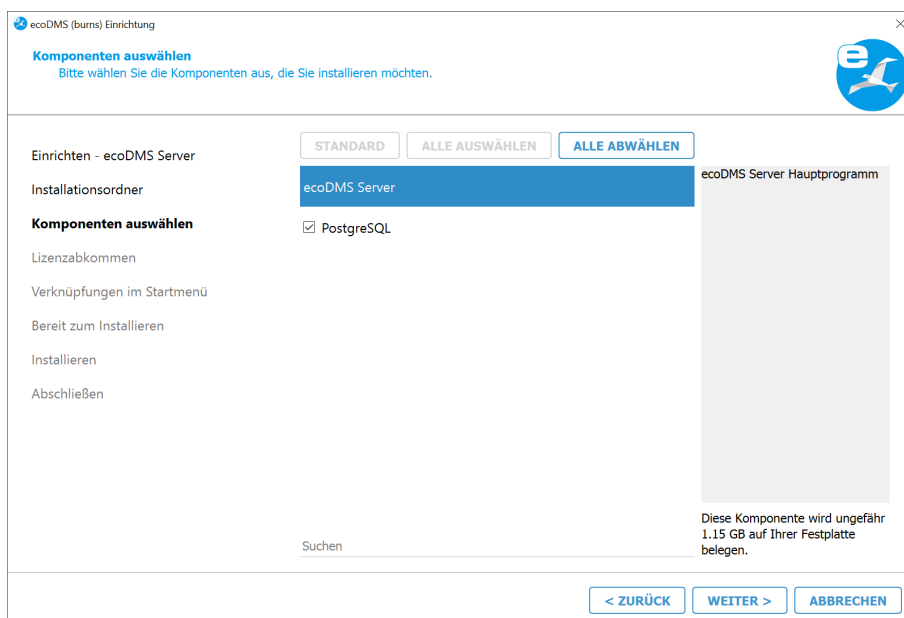 ecoDMS (burns) Einrichtung
Komponenten auswählen
Bitte wählen Sie die Komponenten aus, die Sie installieren möchten.
e
Einrichten - ecoDMS Server
Installationsordner
Komponenten auswählen
Lizenzabkommen
Verknüpfungen im Startmenü
Bereit zum Installieren
Installieren
Abschließen
STANDARD
ALLE AUSWÄHLEN
ALLE ABWÄHLEN
ecoDMS Server
PostgreSQL
Suchen
ecoDMS Server Hauptprogramm
Diese Komponente wird ungefähr
1.15 GB auf Ihrer Festplatte
belegen.
< ZURÜCK
WEITER >
ABBRECHEN